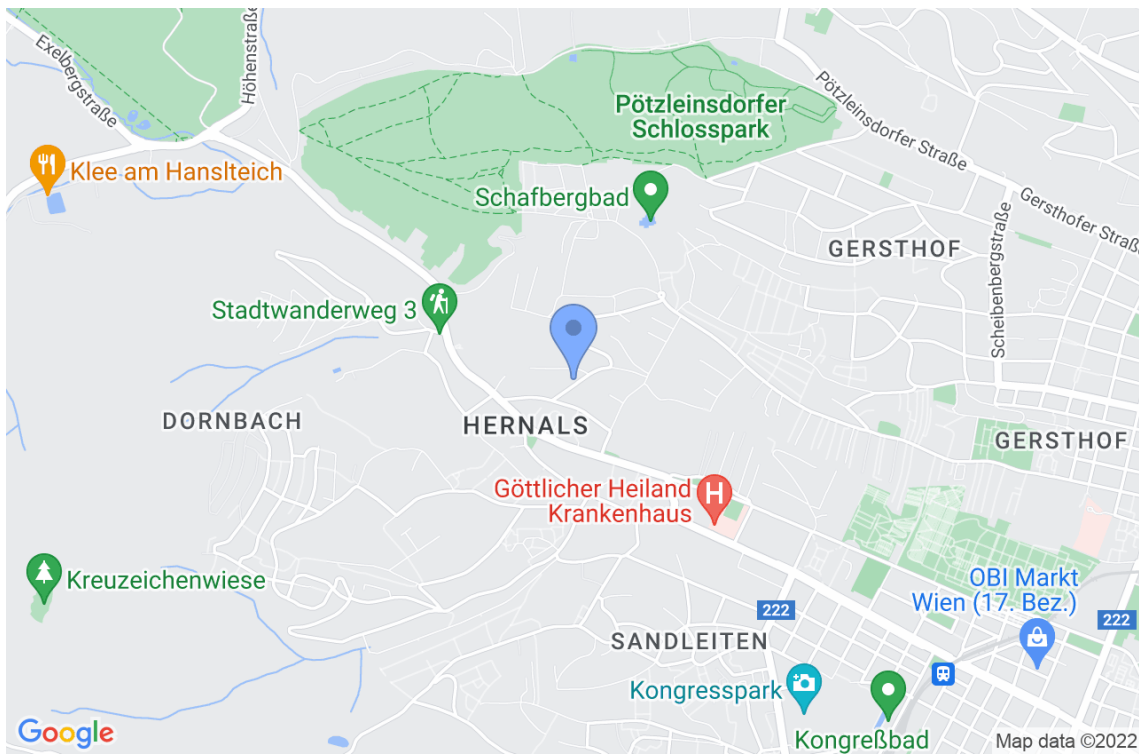 Exelbergstraße
Höhenstraße
Pötzleinsdorfer
Schlosspark
Pötzleinsdorfer Straße
Klee am Hanslteich
Schafbergbad
Gersthofer Straße
GERSTHOF
Scheibenbergstraße
Stadtwanderweg 3
DORNBACH
HERNALS
GERSTHOF
Göttlicher Heiland
Krankenhaus
H
Kreuzeichenwiese
OBI Markt
Wien (17. Bez.)
222
222
SANDLEITEN
Kongresspark
Kongreßbad
Google
Map data ©2022